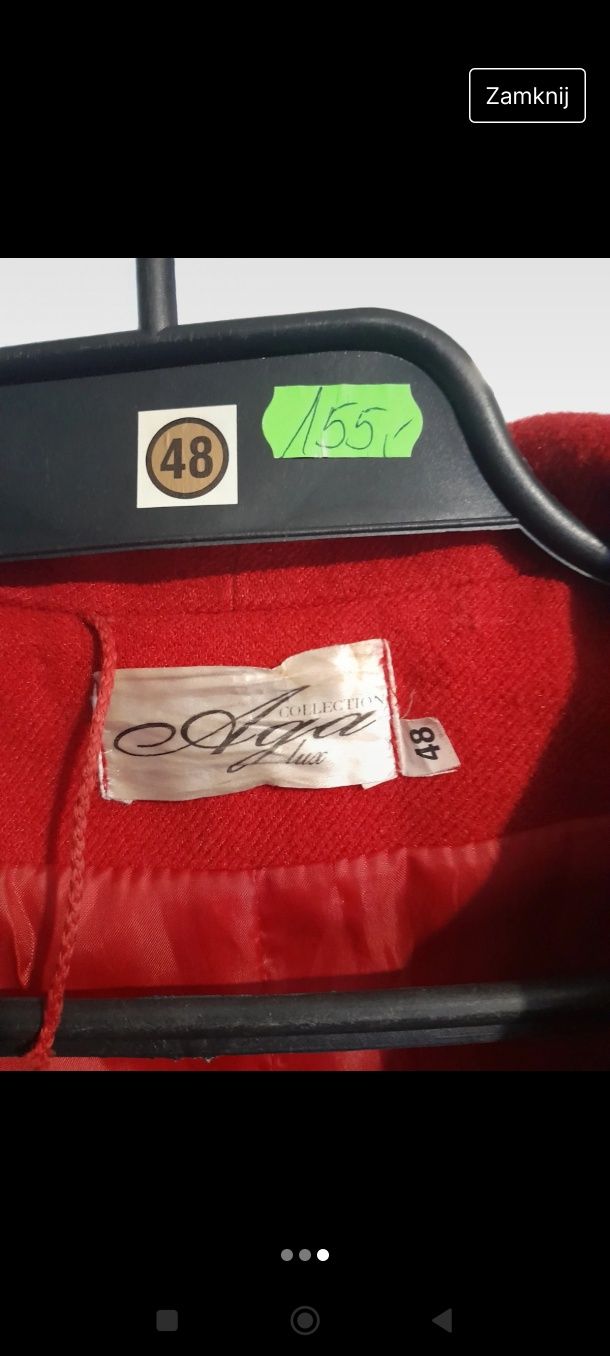 Zamknij
48
155,-
COLLECTION
Aga
lux
48